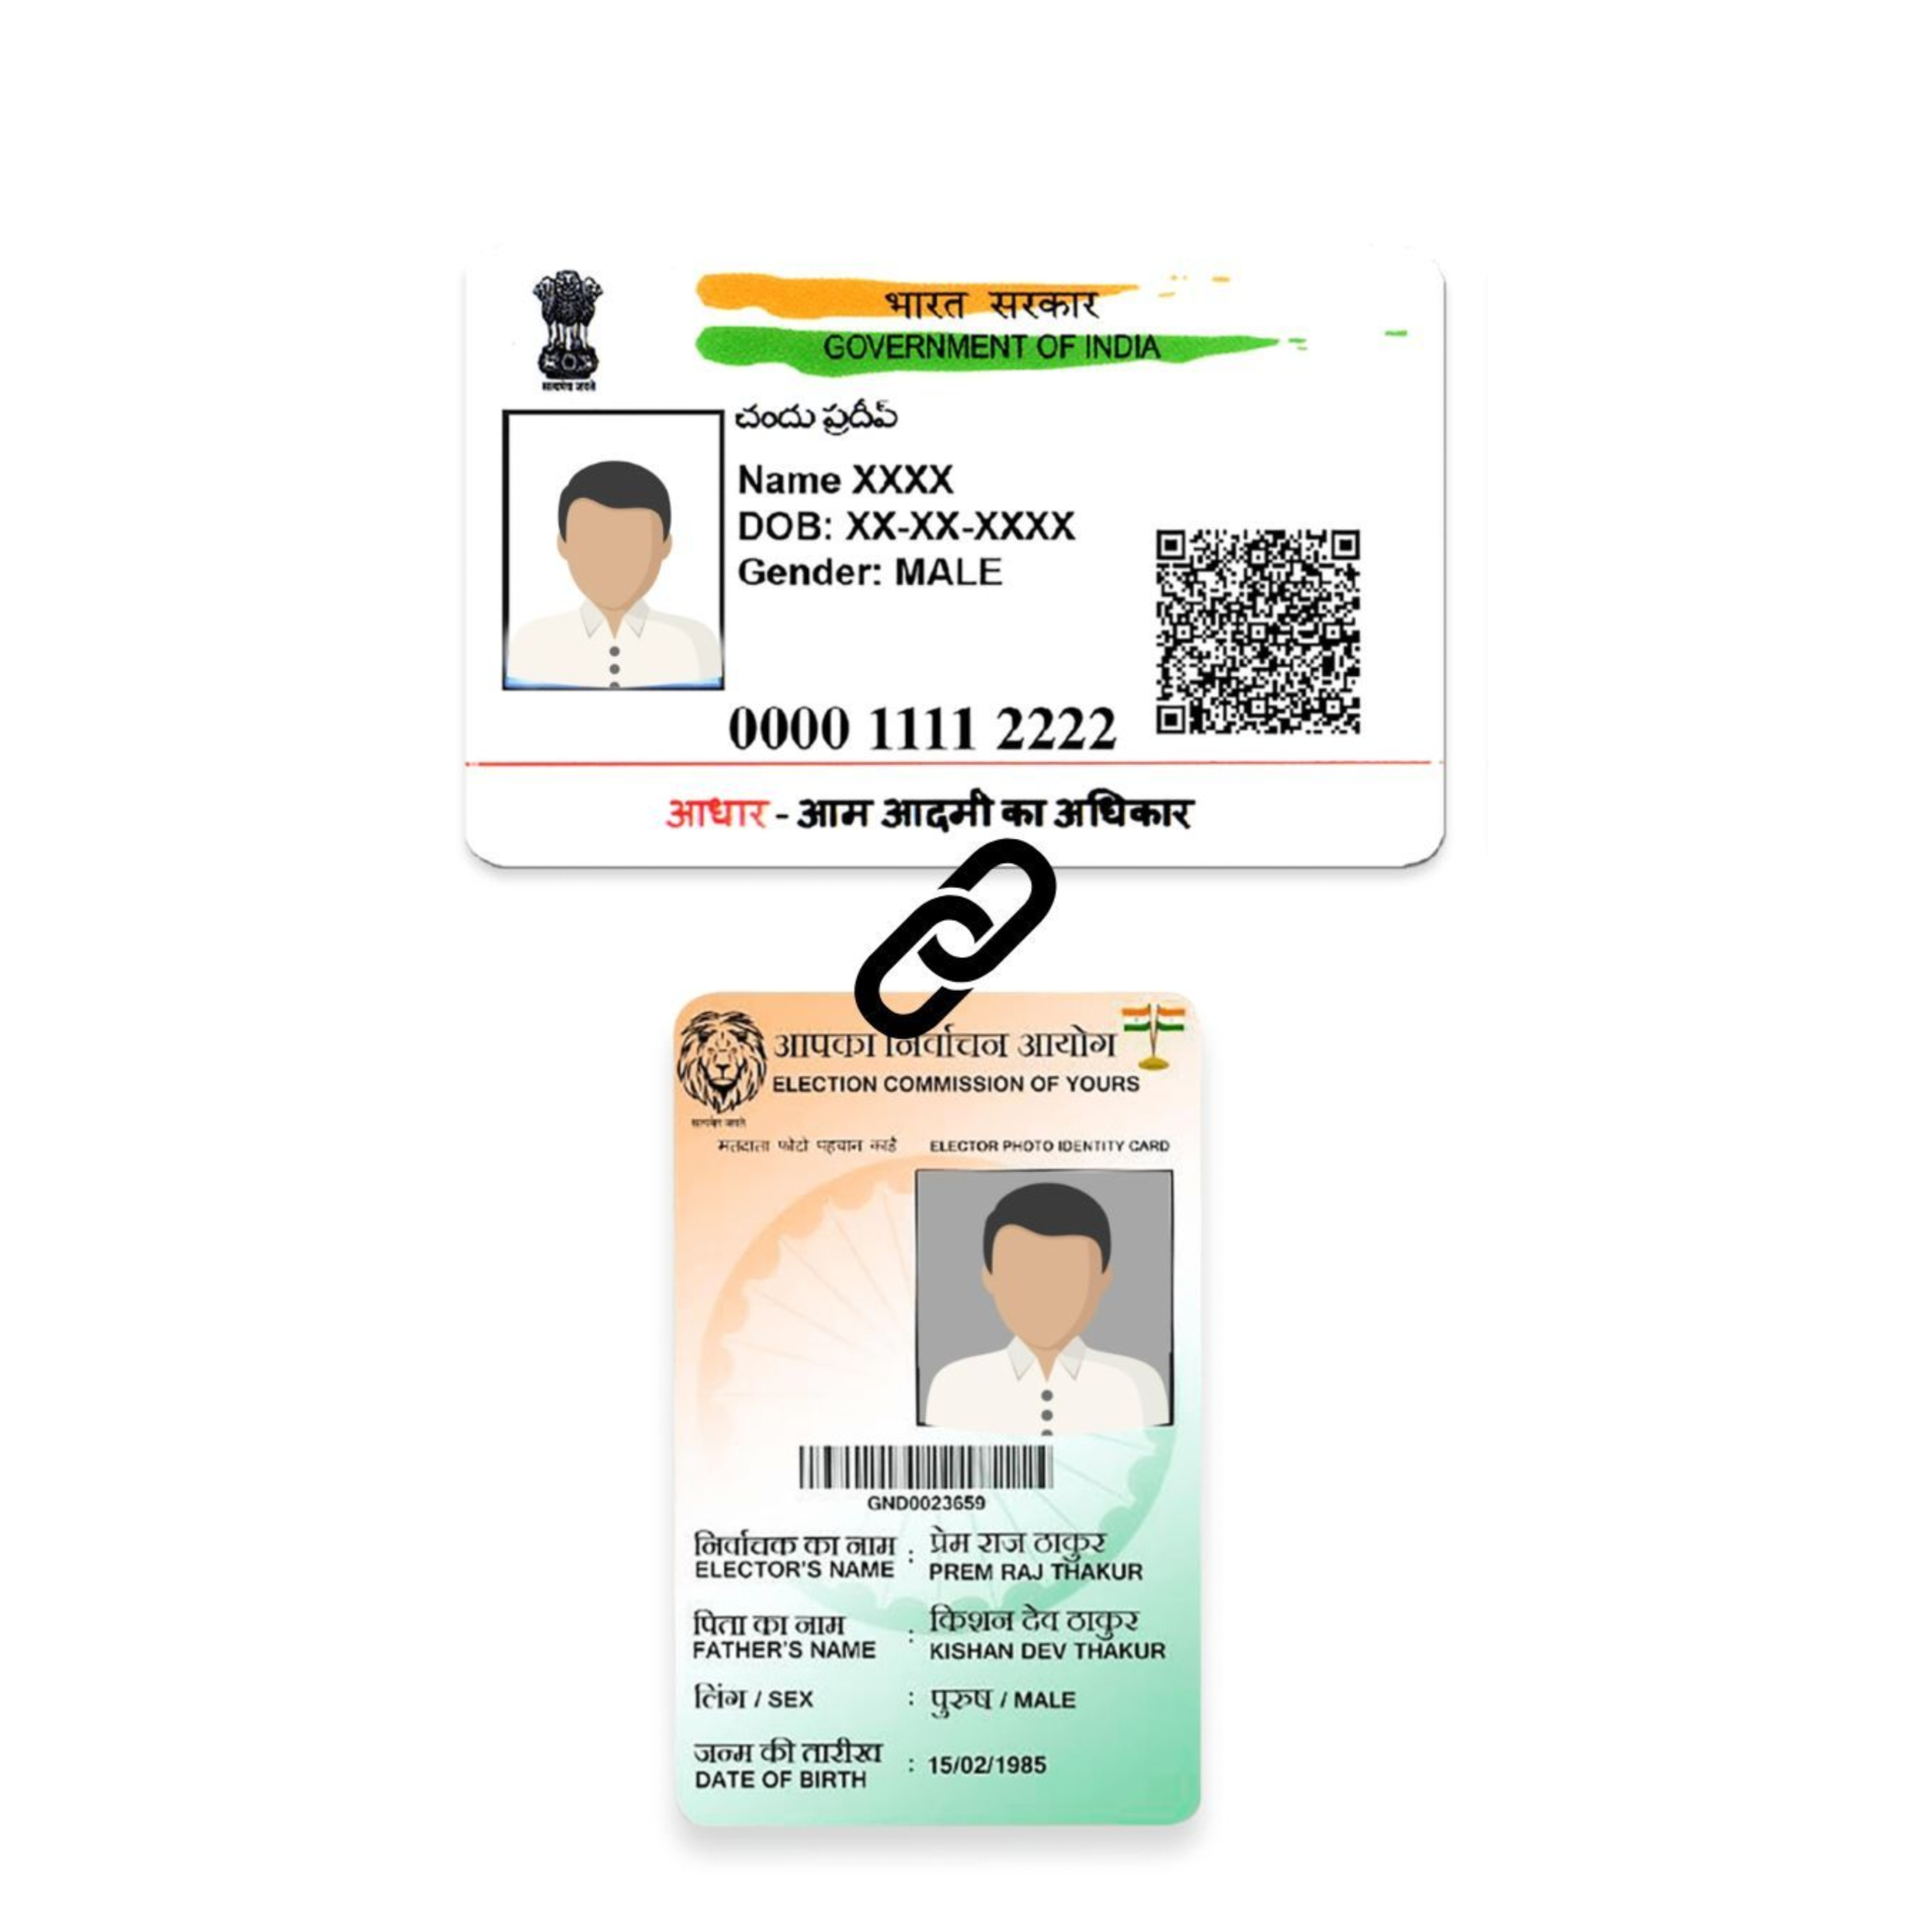 भारत सरकार
GOVERNMENT OF INDIA
सत्यमेव जयते
చందు ప్రదీప్
Name XXXX
DOB: XX-XX-XXXX
Gender: MALE
0000 1111 2222
आधार - आम आदमी का अधिकार
आपका निर्वाचन आयोग
ELECTION COMMISSION OF YOURS
सत्यमेव जयते
मतदाता फोटो पहचान कार्ड ELECTOR PHOTO IDENTITY CARD
GND0023659
निर्वाचक का नाम : प्रेम राज ठाकुर
ELECTOR'S NAME PREM RAJ THAKUR
पिता का नाम : किशन देव ठाकुर
FATHER'S NAME KISHAN DEV THAKUR
लिंग / SEX : पुरुष / MALE
जन्म की तारीख
DATE OF BIRTH : 15/02/1985